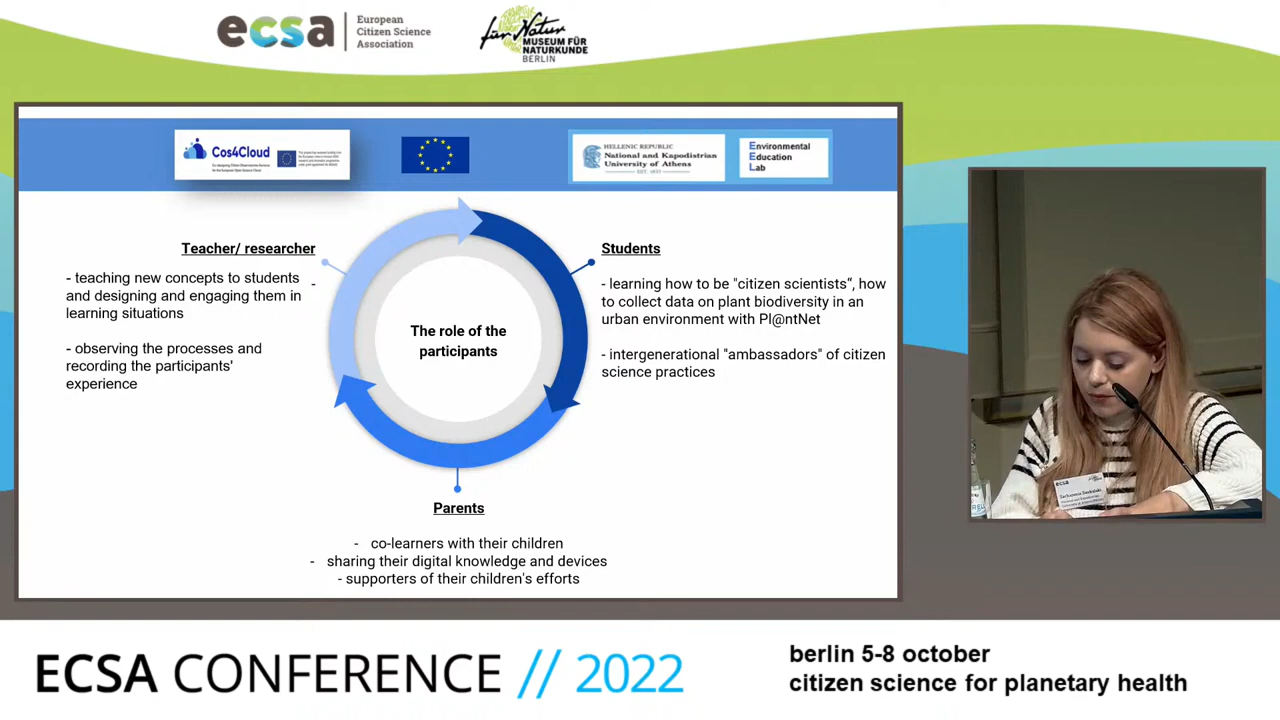 ecsa
European
Citizen Science
Association
für Natur
MUSEUM FÜR
NATURKUNDE
BERLIN
Cos4Cloud
HELLENIC REPUBLIC
National and Kapodistrian
University of Athens
EST. 1837
Environmental
Education
Lab
Teacher/ researcher
- teaching new concepts to students
and designing and engaging them in
learning situations
- observing the processes and
recording the participants'
experience
-
The role of the
participants
Students
- learning how to be "citizen scientists“, how
to collect data on plant biodiversity in an
urban environment with Pl@ntNet
- intergenerational "ambassadors" of citizen
science practices
Parents
- co-learners with their children
- sharing their digital knowledge and devices
- supporters of their children's efforts
ecsa
ECSA CONFERENCE // 2022
berlin 5-8 october
citizen science for planetary health